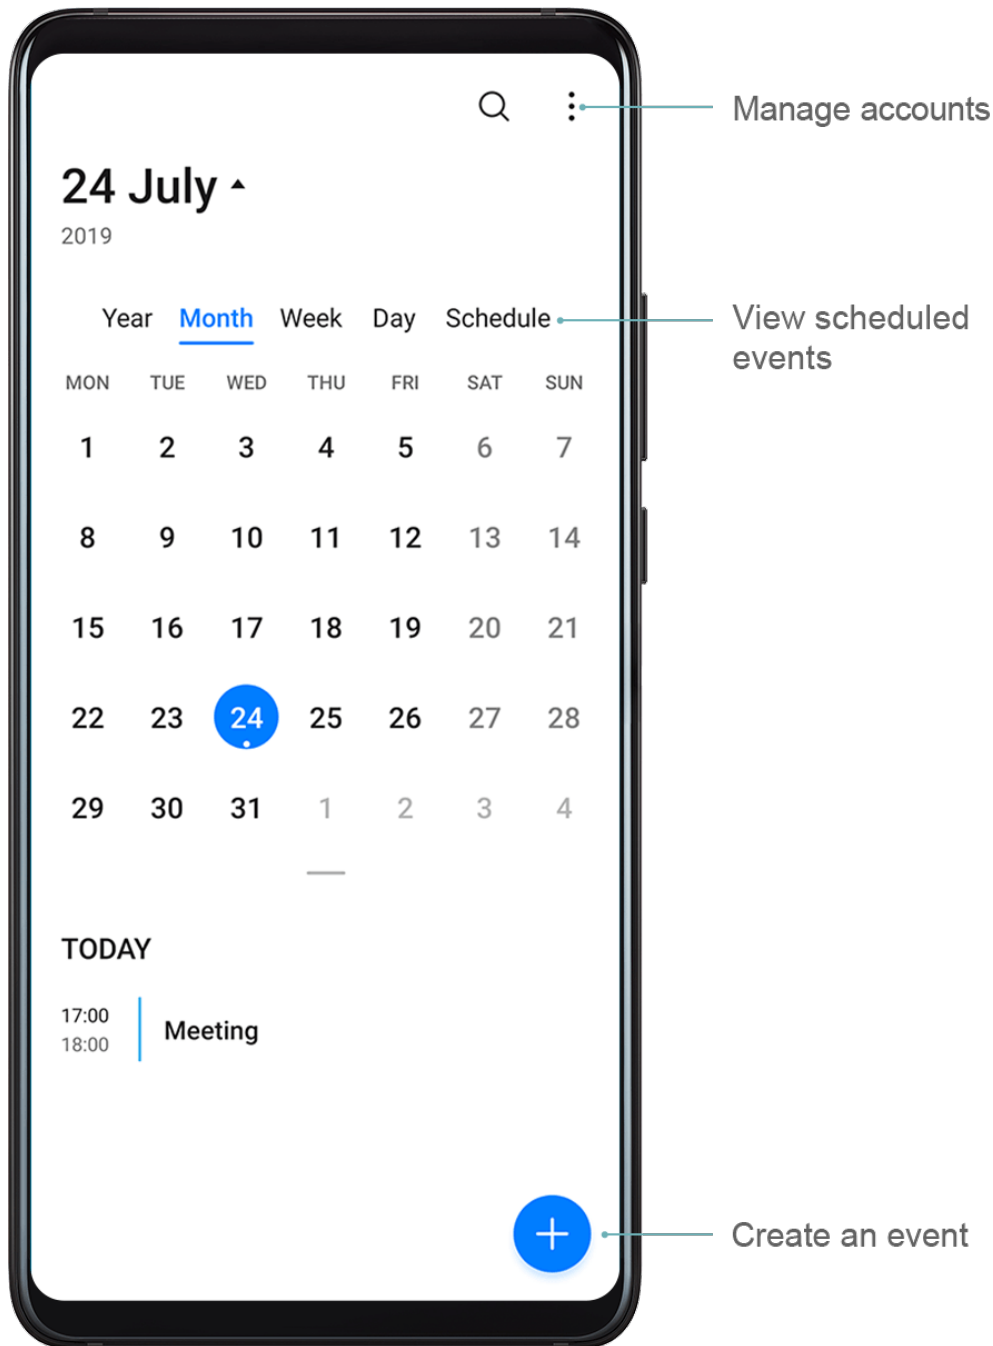 Manage accounts
24 July
2019
Year Month Week Day Schedule
View scheduled
events
MON TUE WED THU FRI SAT SUN
1 2 3 4 5 6 7
8 9 10 11 12 13 14
15 16 17 18 19 20 21
22 23 24 25 26 27 28
29 30 31 1 2 3 4
TODAY
17:00
Meeting
18:00
Create an event